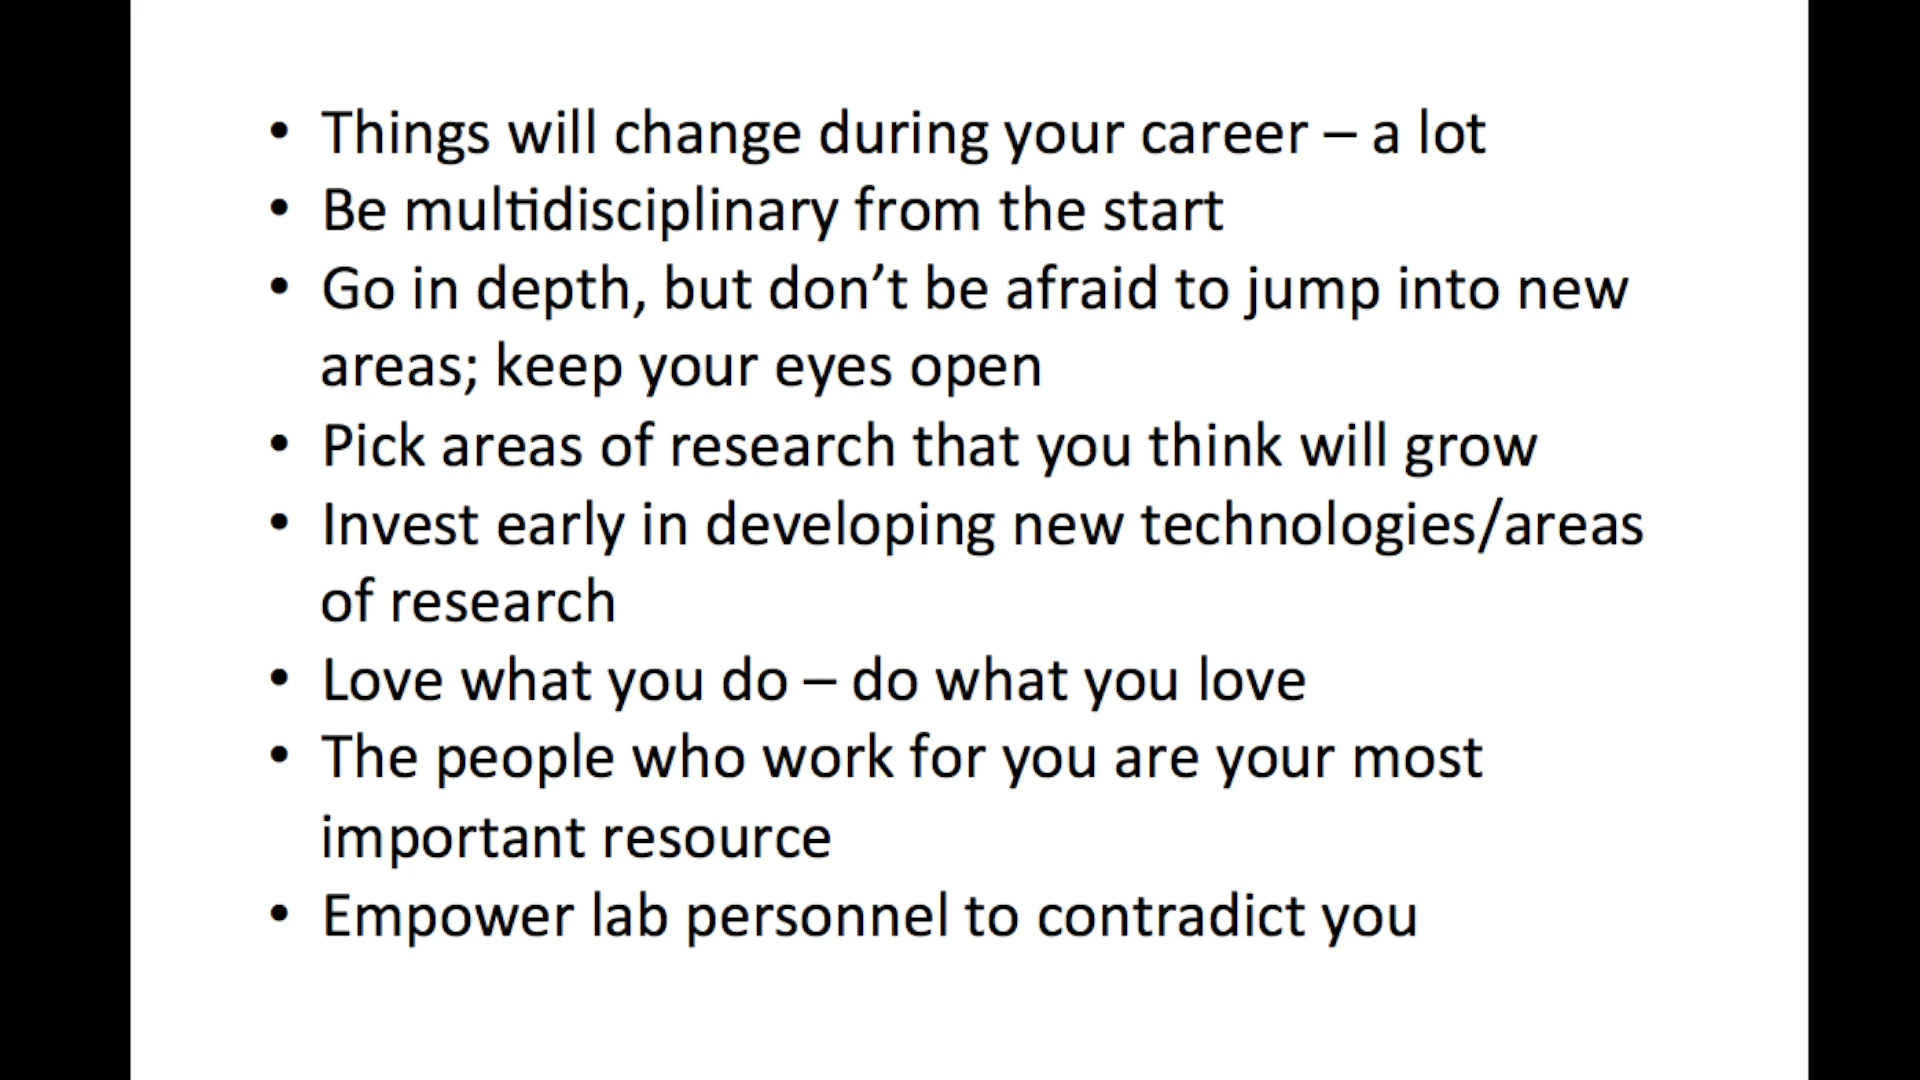 • Things will change during your career – a lot
• Be multidisciplinary from the start
• Go in depth, but don’t be afraid to jump into new
areas; keep your eyes open
• Pick areas of research that you think will grow
• Invest early in developing new technologies/areas
of research
• Love what you do – do what you love
• The people who work for you are your most
important resource
• Empower lab personnel to contradict you